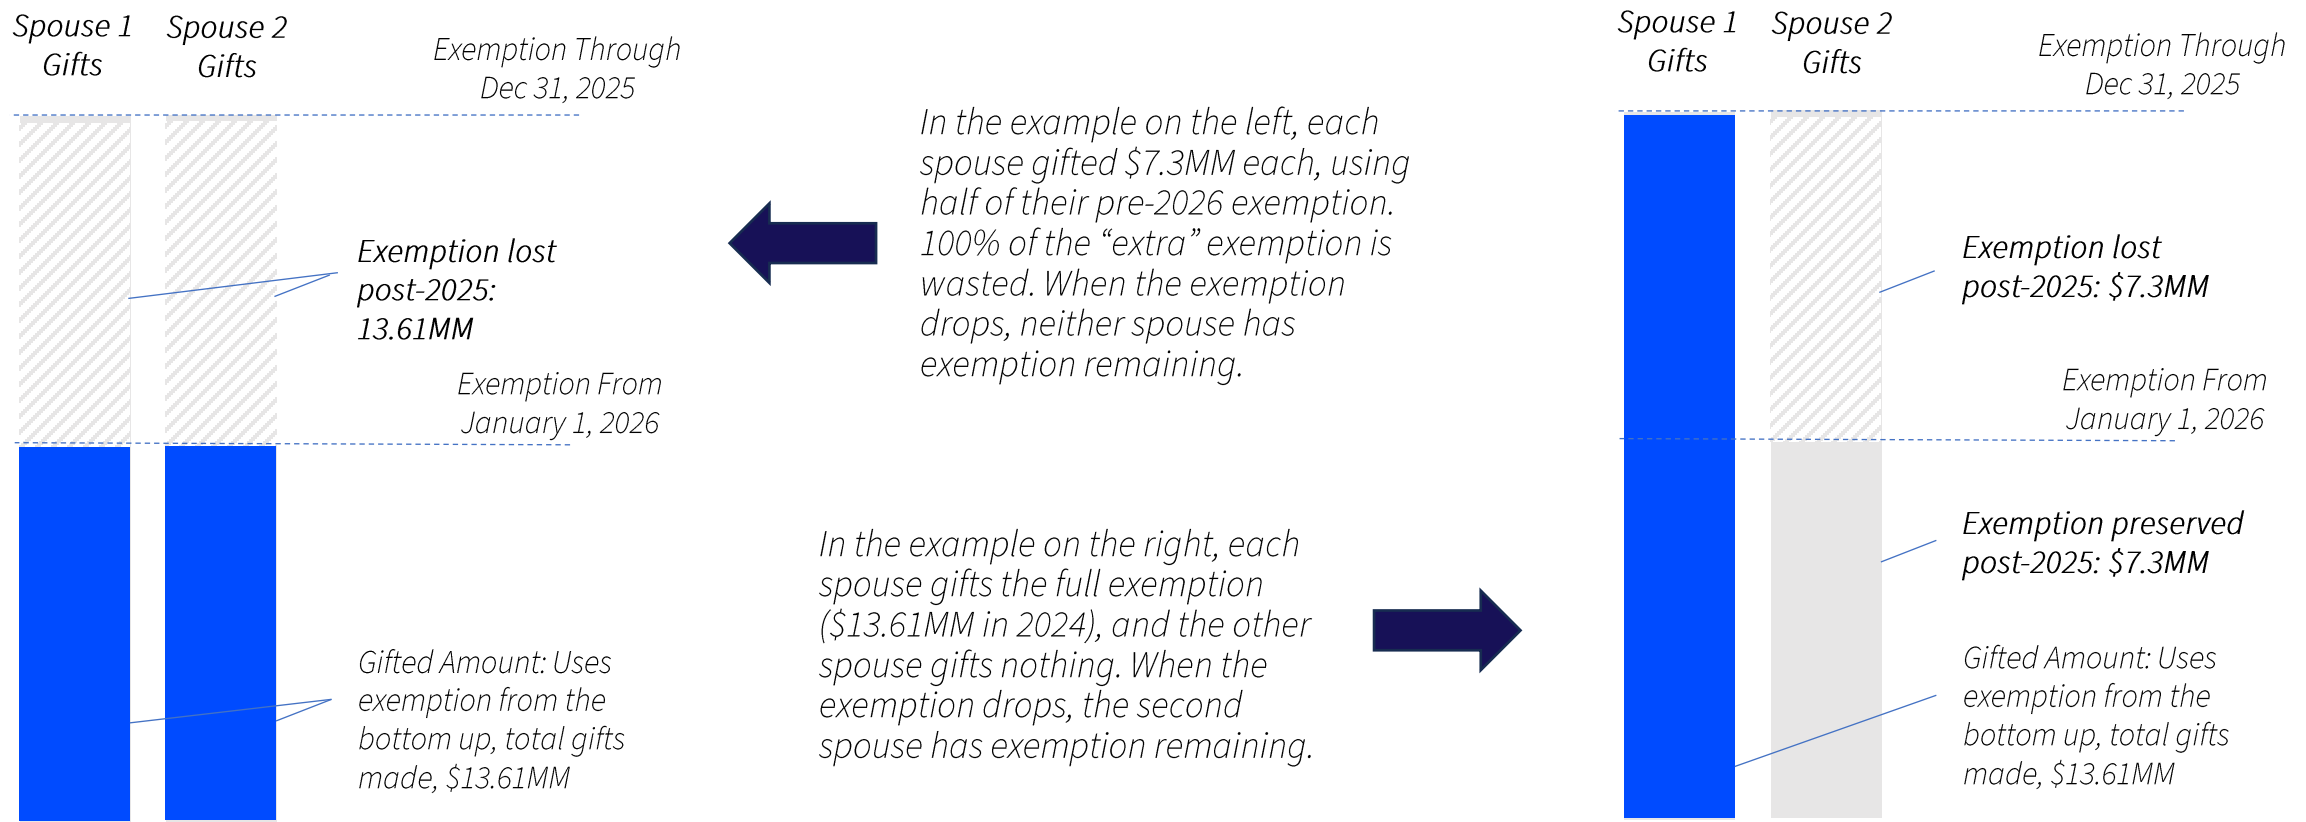 Spouse 1
Gifts
Spouse 2
Gifts
Exemption Through
Dec 31, 2025
Exemption lost
post-2025:
13.61MM
Exemption From
January 1, 2026
Gifted Amount: Uses
exemption from the
bottom up, total gifts
made, $13.61MM
In the example on the left, each
spouse gifted $7.3MM each, using
half of their pre-2026 exemption.
100% of the “extra” exemption is
wasted. When the exemption
drops, neither spouse has
exemption remaining.
In the example on the right, each
spouse gifts the full exemption
($13.61MM in 2024), and the other
spouse gifts nothing. When the
exemption drops, the second
spouse has exemption remaining.
Spouse 1
Gifts
Spouse 2
Gifts
Exemption Through
Dec 31, 2025
Exemption lost
post-2025: $7.3MM
Exemption From
January 1, 2026
Exemption preserved
post-2025: $7.3MM
Gifted Amount: Uses
exemption from the
bottom up, total gifts
made, $13.61MM